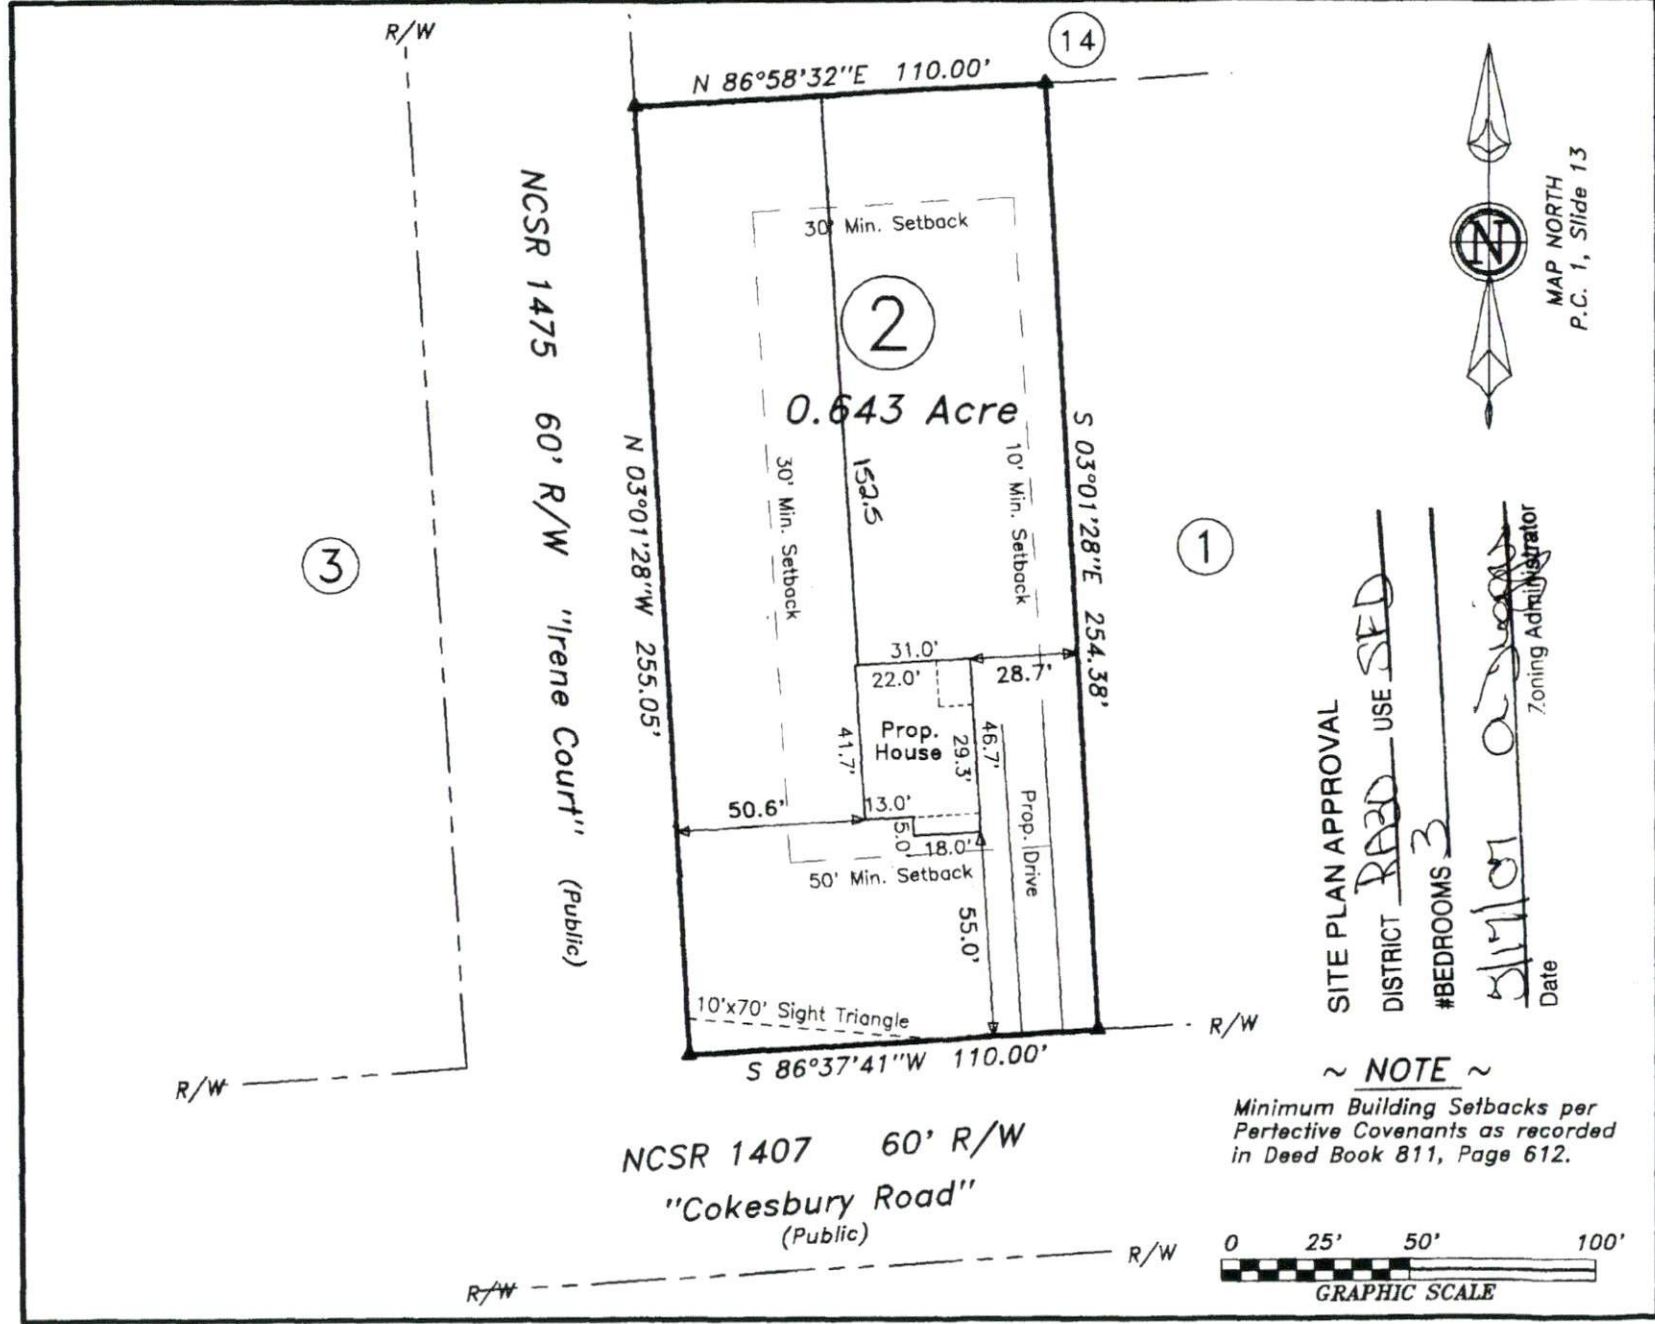 R/W
14
N 86°58'32"E 110.00'
NCSR 1475 60' R/W "Irene Court" (Public)
30' Min. Setback
2
0.643 Acre
152.5
30' Min. Setback
10' Min. Setback
N 03°01'28"W 255.05'
S 03°01'28"E 254.38'
3
1
31.0'
22.0'
28.7'
Prop.
House
41.7'
29.3'
46.7'
50.6'
13.0'
5.0
18.0'
Prop. Drive
50' Min. Setback
55.0'
10'x70' Sight Triangle
S 86°37'41"W 110.00'
R/W
R/W
NCSR 1407 60' R/W
"Cokesbury Road"
(Public)
R/W
R/W
N
MAP NORTH
P.C. 1, Slide 13
SITE PLAN APPROVAL
DISTRICT RA20 USE SFD
#BEDROOMS 3
Date
Zoning Administrator
~ NOTE ~
Minimum Building Setbacks per
Pertective Covenants as recorded
in Deed Book 811, Page 612.
0 25' 50' 100'
GRAPHIC SCALE